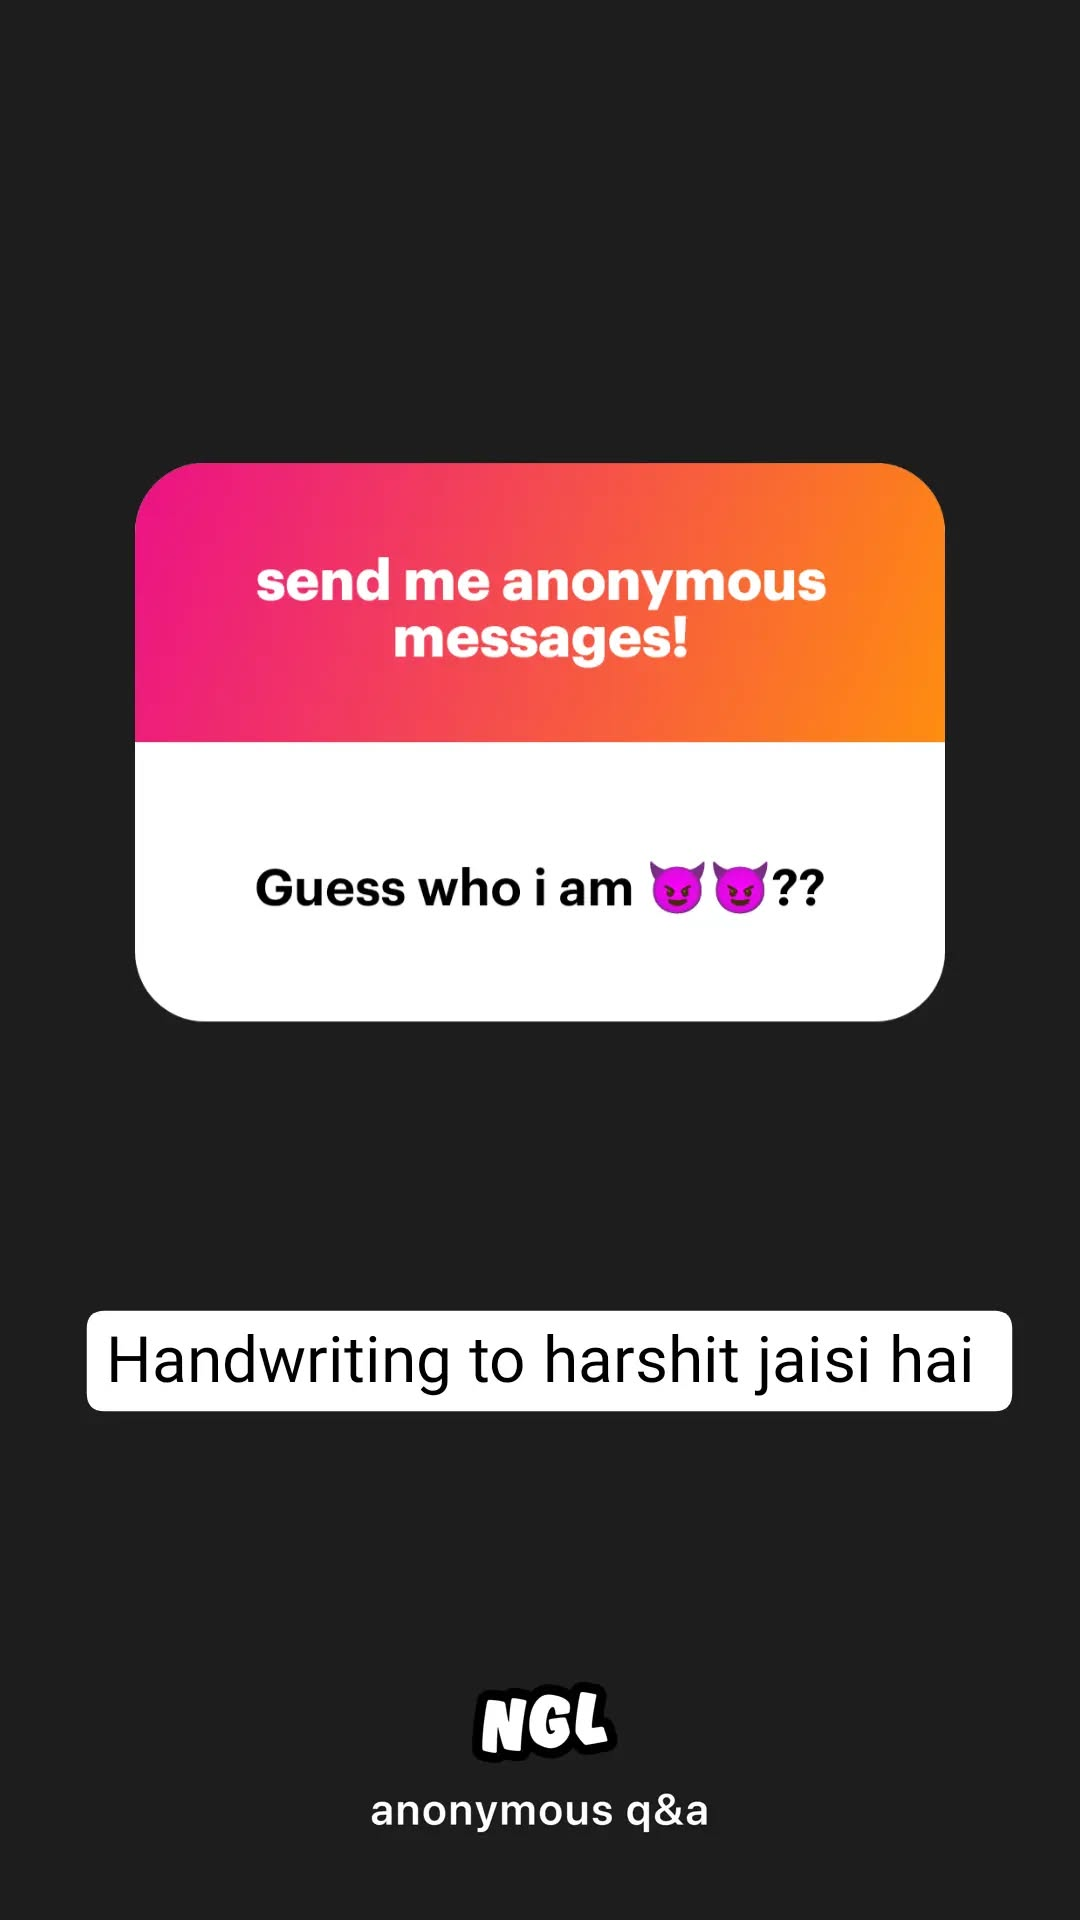 send me anonymous
messages!
Guess who i am 😈😈??
Handwriting to harshit jaisi hai
NGL
anonymous q&a